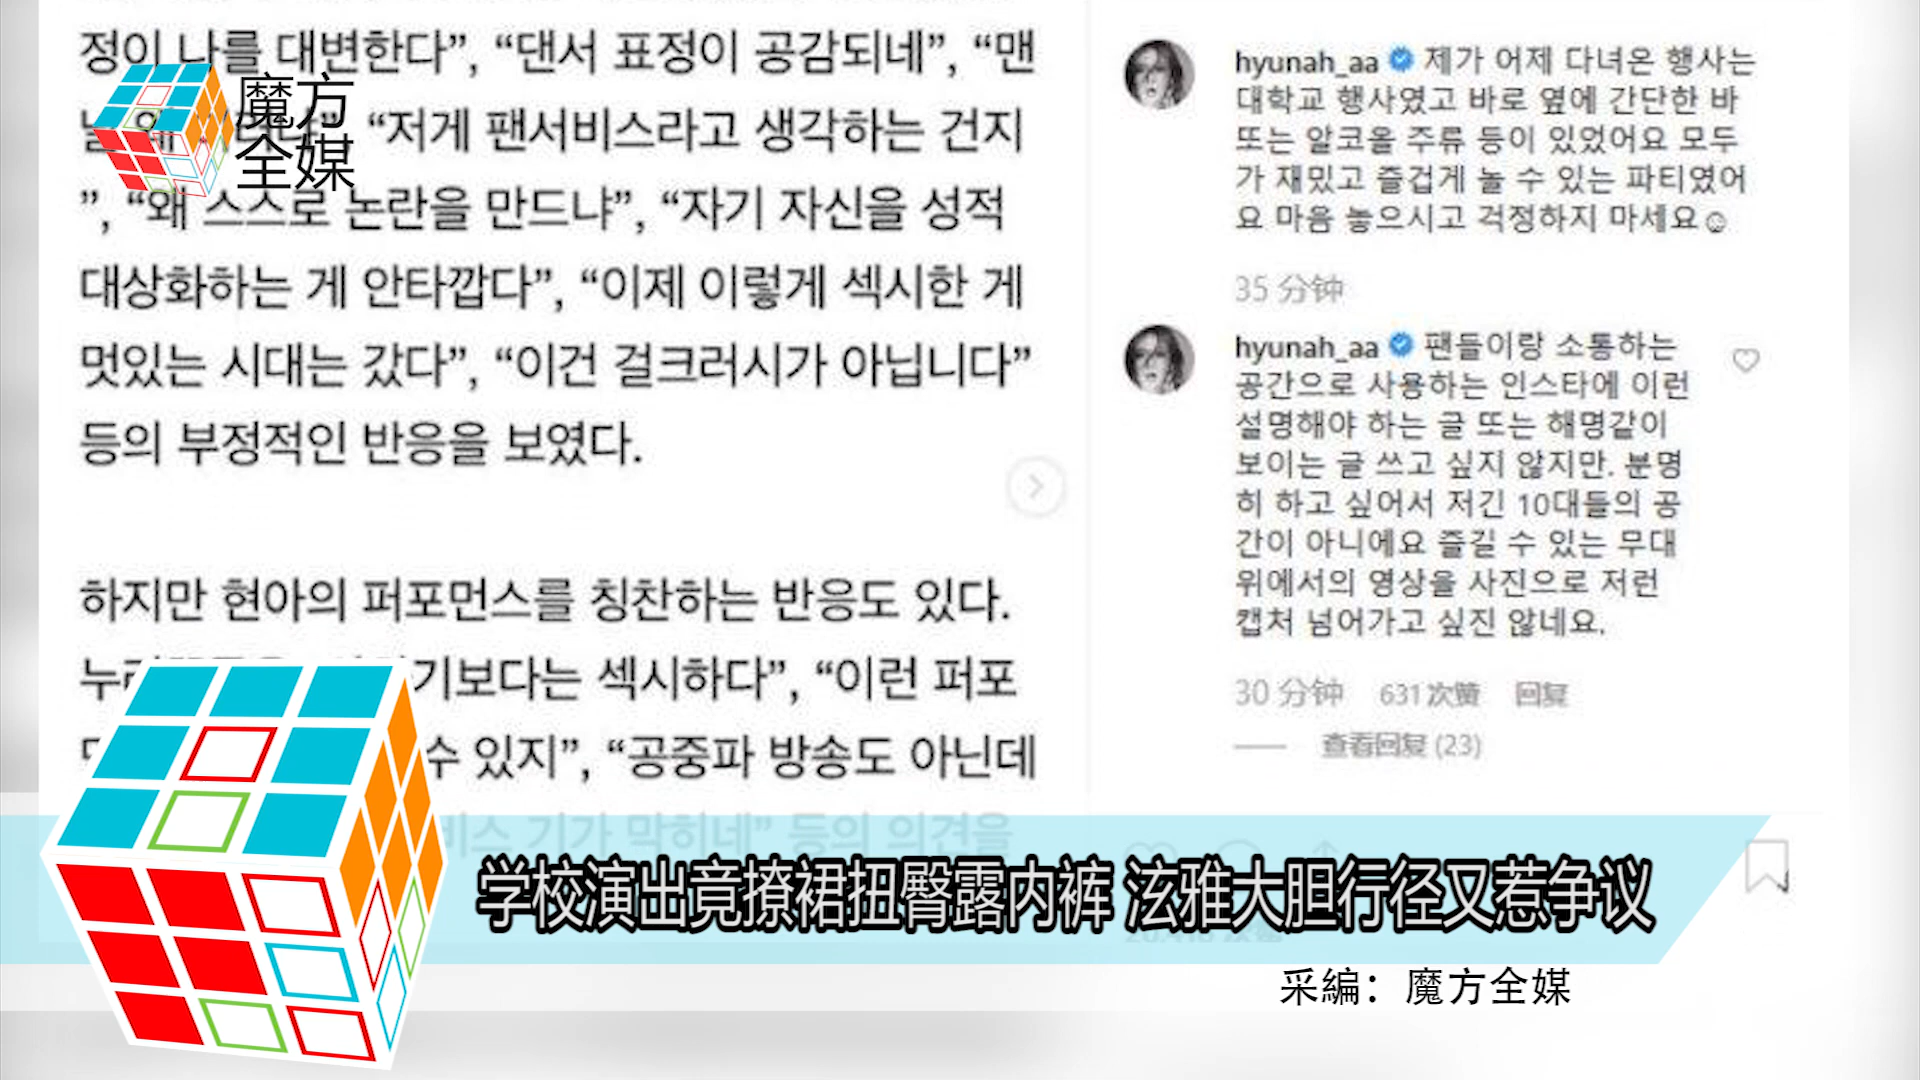 정이 나를 대변한다”, “댄서 표정이 공감되네”, “맨
“저게 팬서비스라고 생각하는 건지
”, “왜 스스로 논란을 만드냐”, “자기 자신을 성적
대상화하는 게 안타깝다”, “이제 이렇게 섹시한 게
멋있는 시대는 갔다”, “이건 걸크러시가 아닙니다”
등의 부정적인 반응을 보였다.
하지만 현아의 퍼포먼스를 칭찬하는 반응도 있다.
기보다는 섹시하다”, “이런 퍼포
수 있지”, “공중파 방송도 아닌데
비스 기가 막히네” 등의 의견을
魔方
全媒
hyunah_aa 제가 어제 다녀온 행사는
대학교 행사였고 바로 옆에 간단한 바
또는 알코올 주류 등이 있었어요 모두
가 재밌고 즐겁게 놀 수 있는 파티였어
요 마음 놓으시고 걱정하지 마세요☺
35 分钟
hyunah_aa 팬들이랑 소통하는
공간으로 사용하는 인스타에 이런
설명해야 하는 글 또는 해명같이
보이는 글 쓰고 싶지 않지만. 분명
히 하고 싶어서 저긴 10대들의 공
간이 아니에요 즐길 수 있는 무대
위에서의 영상을 사진으로 저런
캡처 넘어가고 싶진 않네요.
30 分钟 631 次赞 回复
查看回复 (23)
学校演出竟撩裙扭臀露内裤 泫雅大胆行径又惹争议
采編：魔方全媒